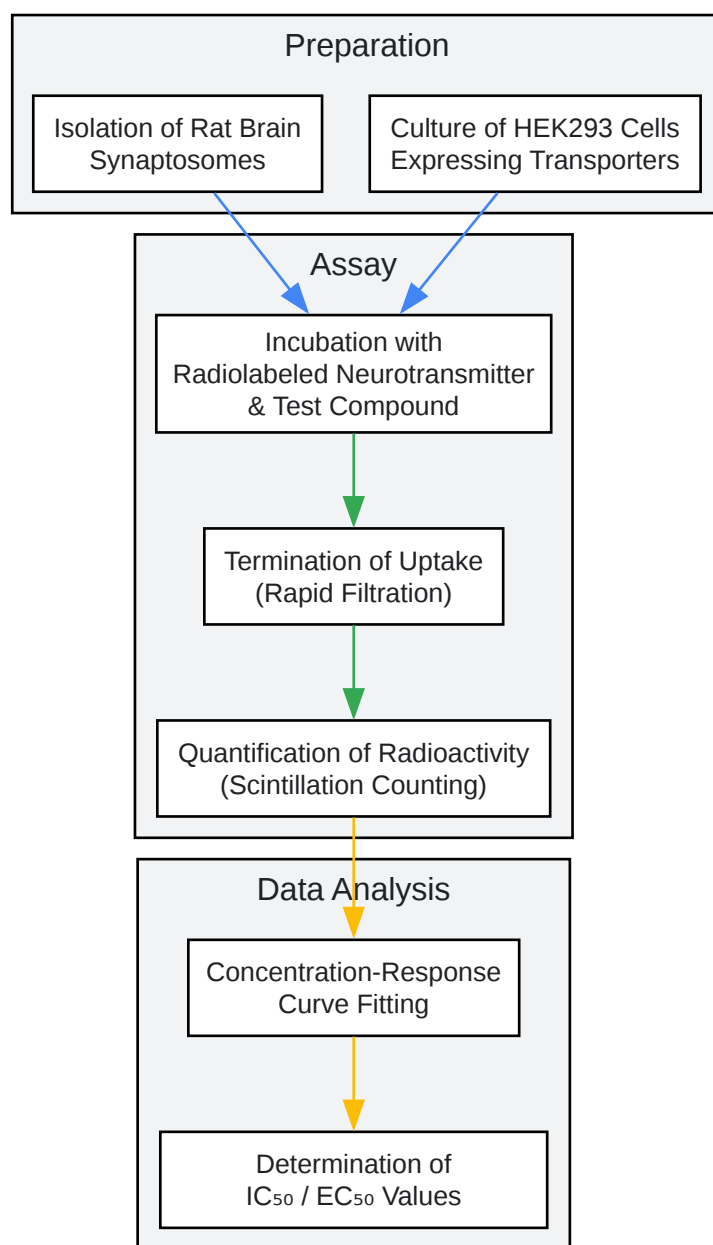 Preparation
Isolation of Rat Brain
Synaptosomes
Culture of HEK293 Cells
Expressing Transporters
Assay
Incubation with
Radiolabeled Neurotransmitter
& Test Compound
Termination of Uptake
(Rapid Filtration)
Quantification of Radioactivity
(Scintillation Counting)
Data Analysis
Concentration-Response
Curve Fitting
Determination of
IC₅₀ / EC₅₀ Values